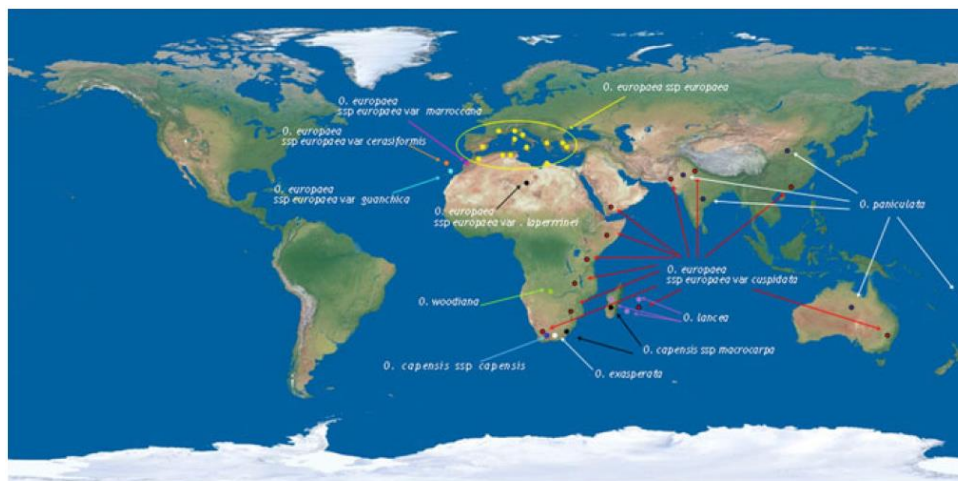 O. europaea
ssp europaea var marroccana
O. europaea ssp europaea
O. europaea
ssp europaea var cerasiformis
O. europaea
ssp europaea var guanchica
O. europaea
ssp europaea var . laperrinei
O. paniculata
O. europaea
ssp europaea var cuspidata
O. woodiana
O. lancea
O. capensis ssp macrocarpa
O. capensis ssp capensis
O. exasperata